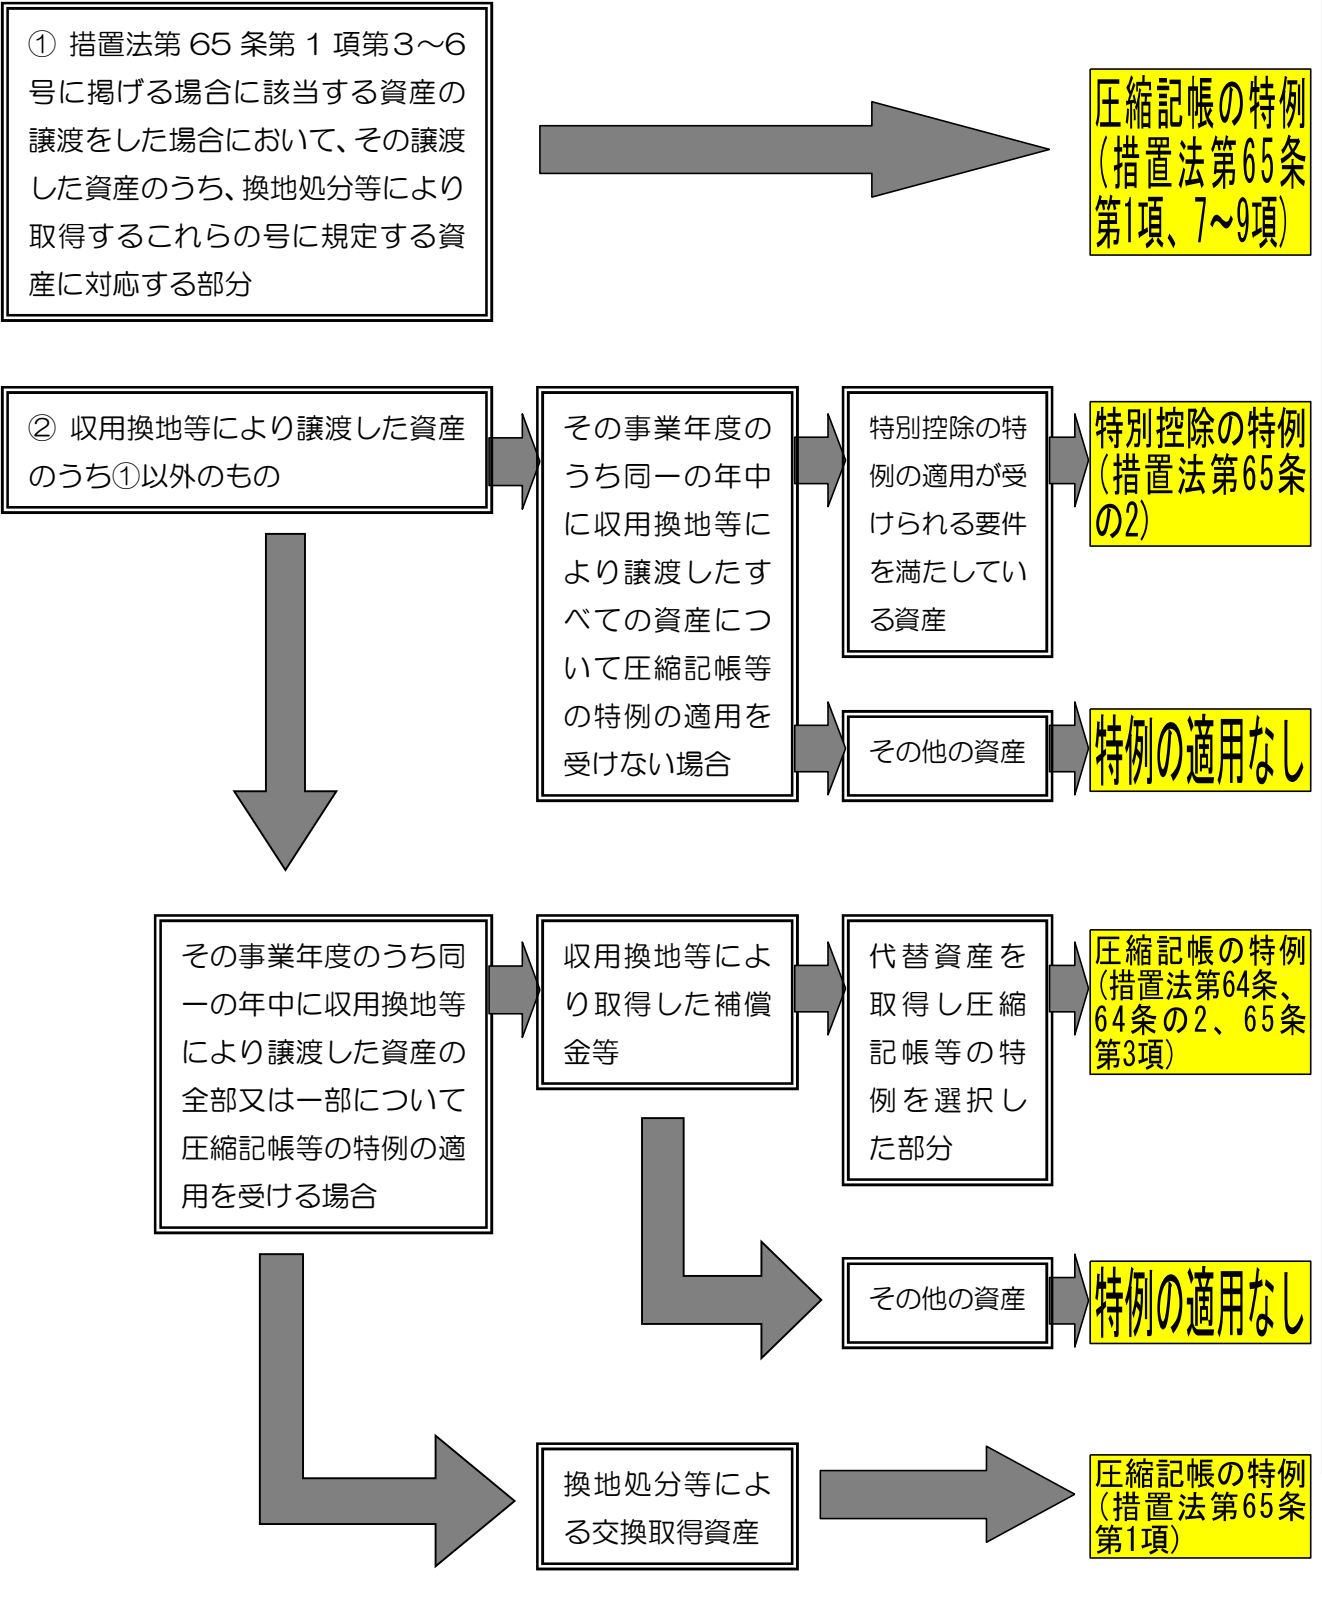 ① 措置法第 65 条第 1 項第3～6
号に掲げる場合に該当する資産の
譲渡をした場合において、その譲渡
した資産のうち、換地処分等により
取得するこれらの号に規定する資
産に対応する部分
圧縮記帳の特例
(措置法第65条
第1項、7～9項)
② 収用換地等により譲渡した資産
のうち①以外のもの
その事業年度の
うち同一の年中
に収用換地等に
より譲渡したす
べての資産につ
いて圧縮記帳等
の特例の適用を
受けない場合
特別控除の特
例の適用が受
けられる要件
を満たしてい
る資産
特別控除の特例
(措置法第65条
の2)
その他の資産
特例の適用なし
その事業年度のうち同
一の年中に収用換地等
により譲渡した資産の
全部又は一部について
圧縮記帳等の特例の適
用を受ける場合
収用換地等によ
り取得した補償
金等
代替資産を
取得し圧縮
記帳等の特
例を選択し
た部分
圧縮記帳の特例
(措置法第64条、
64条の2、65条
第3項)
その他の資産
特例の適用なし
換地処分等によ
る交換取得資産
圧縮記帳の特例
(措置法第65条
第1項)